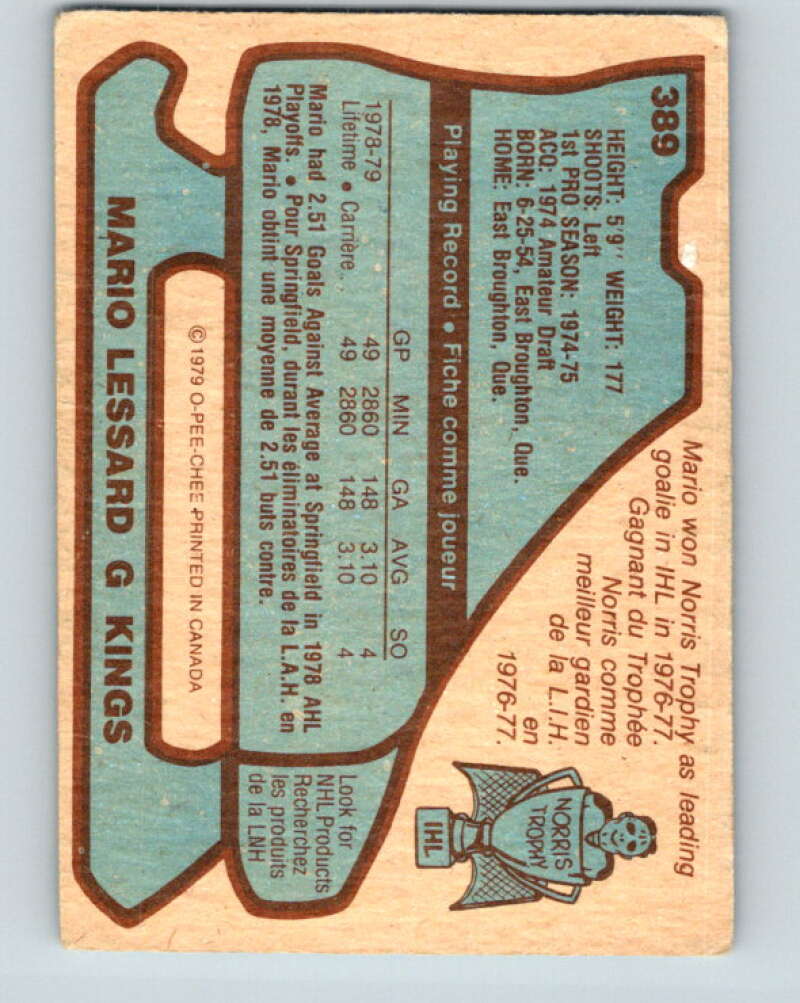 389
HEIGHT: 5'9'' WEIGHT: 177
SHOOTS: Left
1st PRO SEASON: 1974-75
ACQ: 1974 Amateur Draft
BORN: 6-25-54, East Broughton, Que.
HOME: East Broughton, Que.
Mario won Norris Trophy as leading
goalie in IHL in 1976-77.
Gagnant du Trophée
Norris comme
meilleur gardien
de la L.I.H.
en
1976-77.
NORRIS
TROPHY
IHL
Playing Record • Fiche comme joueur
GP MIN GA AVG SO
1978-79 49 2860 148 3.10 4
Lifetime • Carrière. . 49 2860 148 3.10 4
Mario had 2.51 Goals Against Average at Springfield in 1978 AHL
Playoffs. • Pour Springfield, durant les éliminatoires de la L.A.H. en
1978, Mario obtint une moyenne de 2.51 buts contre.
Look for
NHL Products
Recherchez
les produits
de la LNH
©1979 O-PEE-CHEE PRINTED IN CANADA
MARIO LESSARD G KINGS